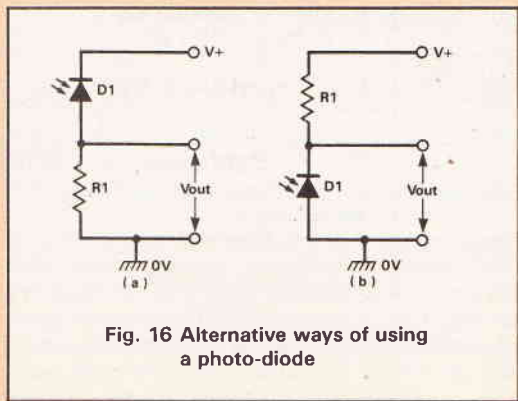 V+
D1
R1
Vout
0V
(a)
V+
R1
D1
Vout
0V
(b)
Fig. 16 Alternative ways of using
a photo-diode